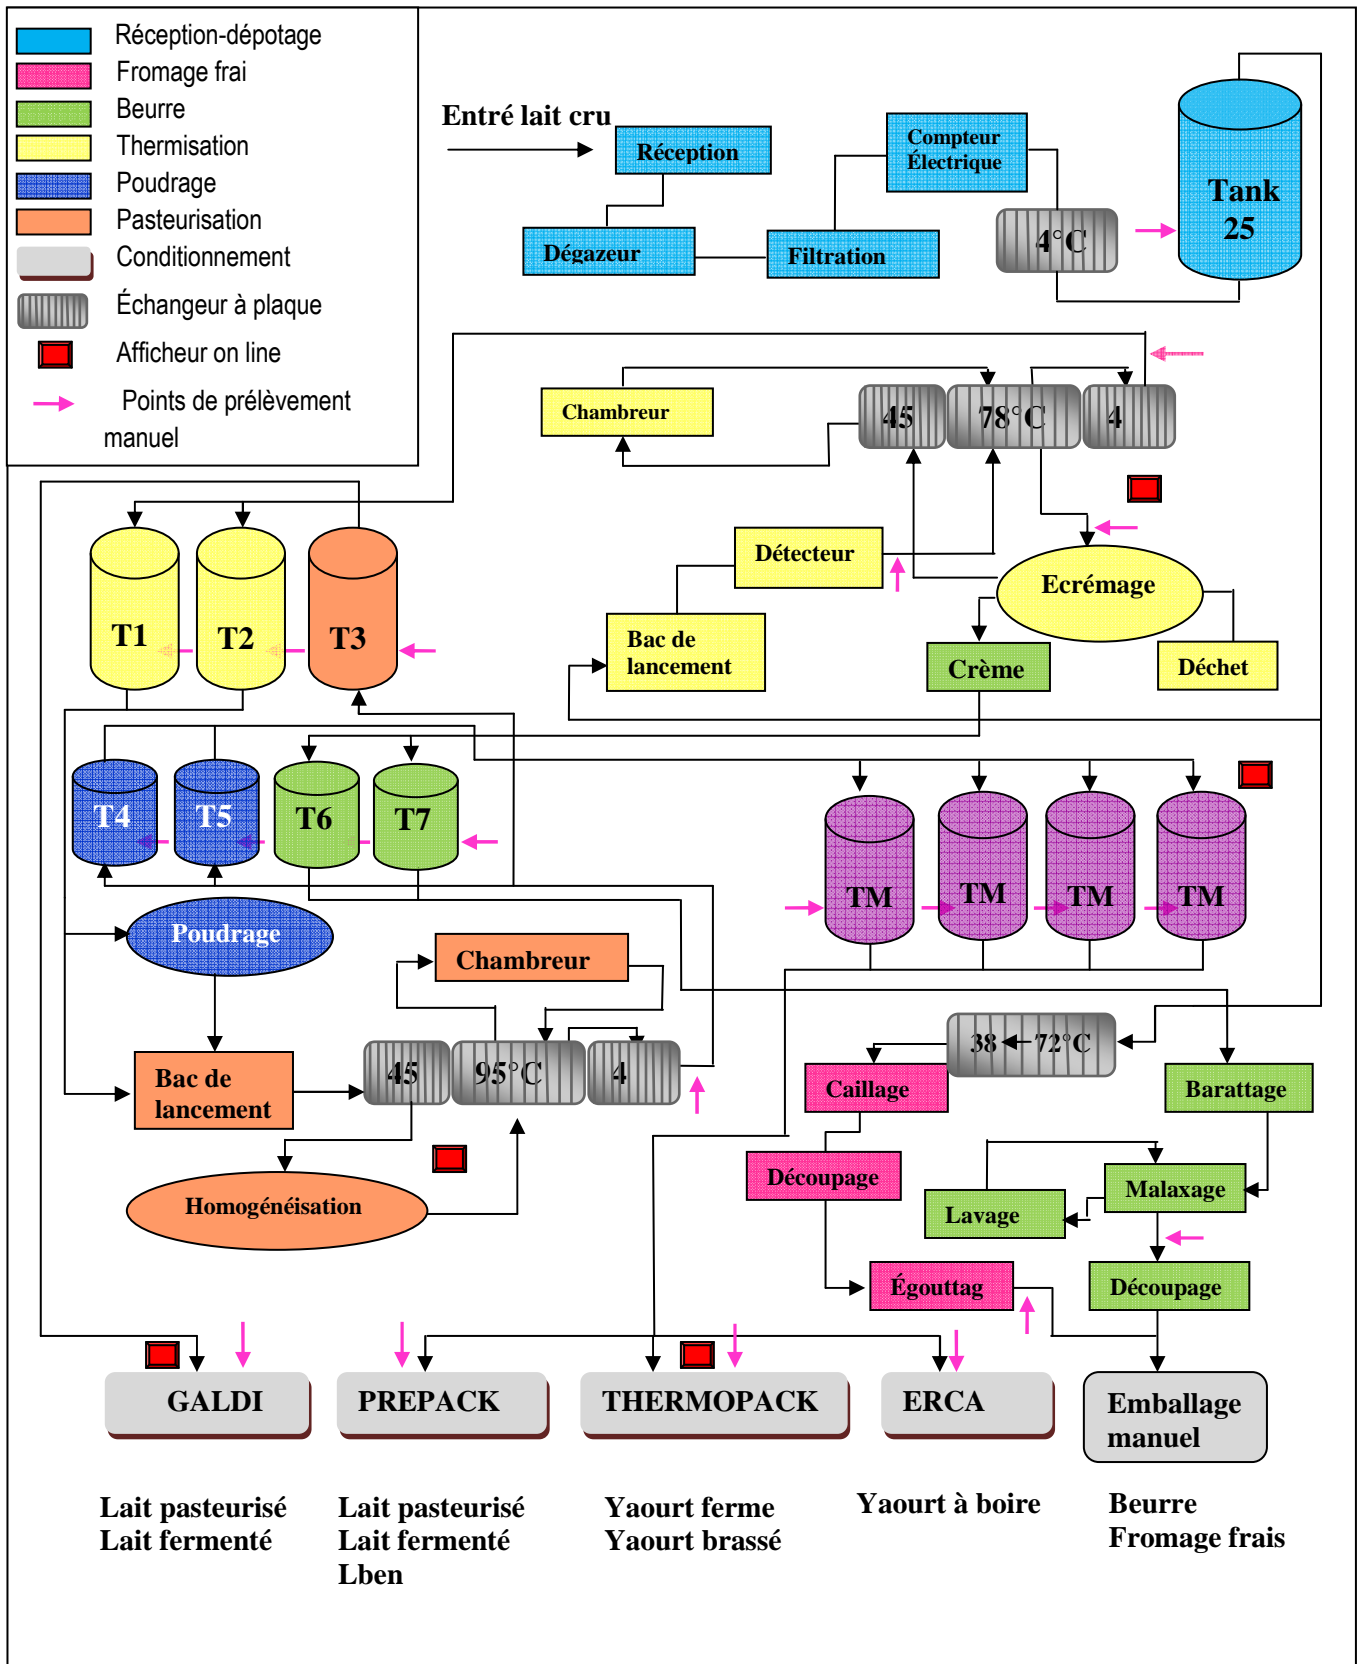 Réception-dépotage
Fromage frai
Beurre
Thermisation
Poudrage
Pasteurisation
Conditionnement
Échangeur à plaque
Afficheur on line
Points de prélèvement
manuel
Entré lait cru
Réception
Compteur
Électrique
Tank
25
Dégazeur
Filtration
4°C
Chambreur
45
78°C
4
Détecteur
Ecrémage
Bac de
lancement
Crème
Déchet
T1
T2
T3
T4
T5
T6
T7
TM
TM
TM
TM
Poudrage
Chambreur
Bac de
lancement
45
95°C
4
38
72°C
Caillage
Barattage
Découpage
Malaxage
Lavage
Homogénéisation
Égouttag
Découpage
GALDI
PREPACK
THERMOPACK
ERCA
Emballage
manuel
Lait pasteurisé
Lait fermenté
Lait pasteurisé
Lait fermenté
Lben
Yaourt ferme
Yaourt brassé
Yaourt à boire
Beurre
Fromage frais